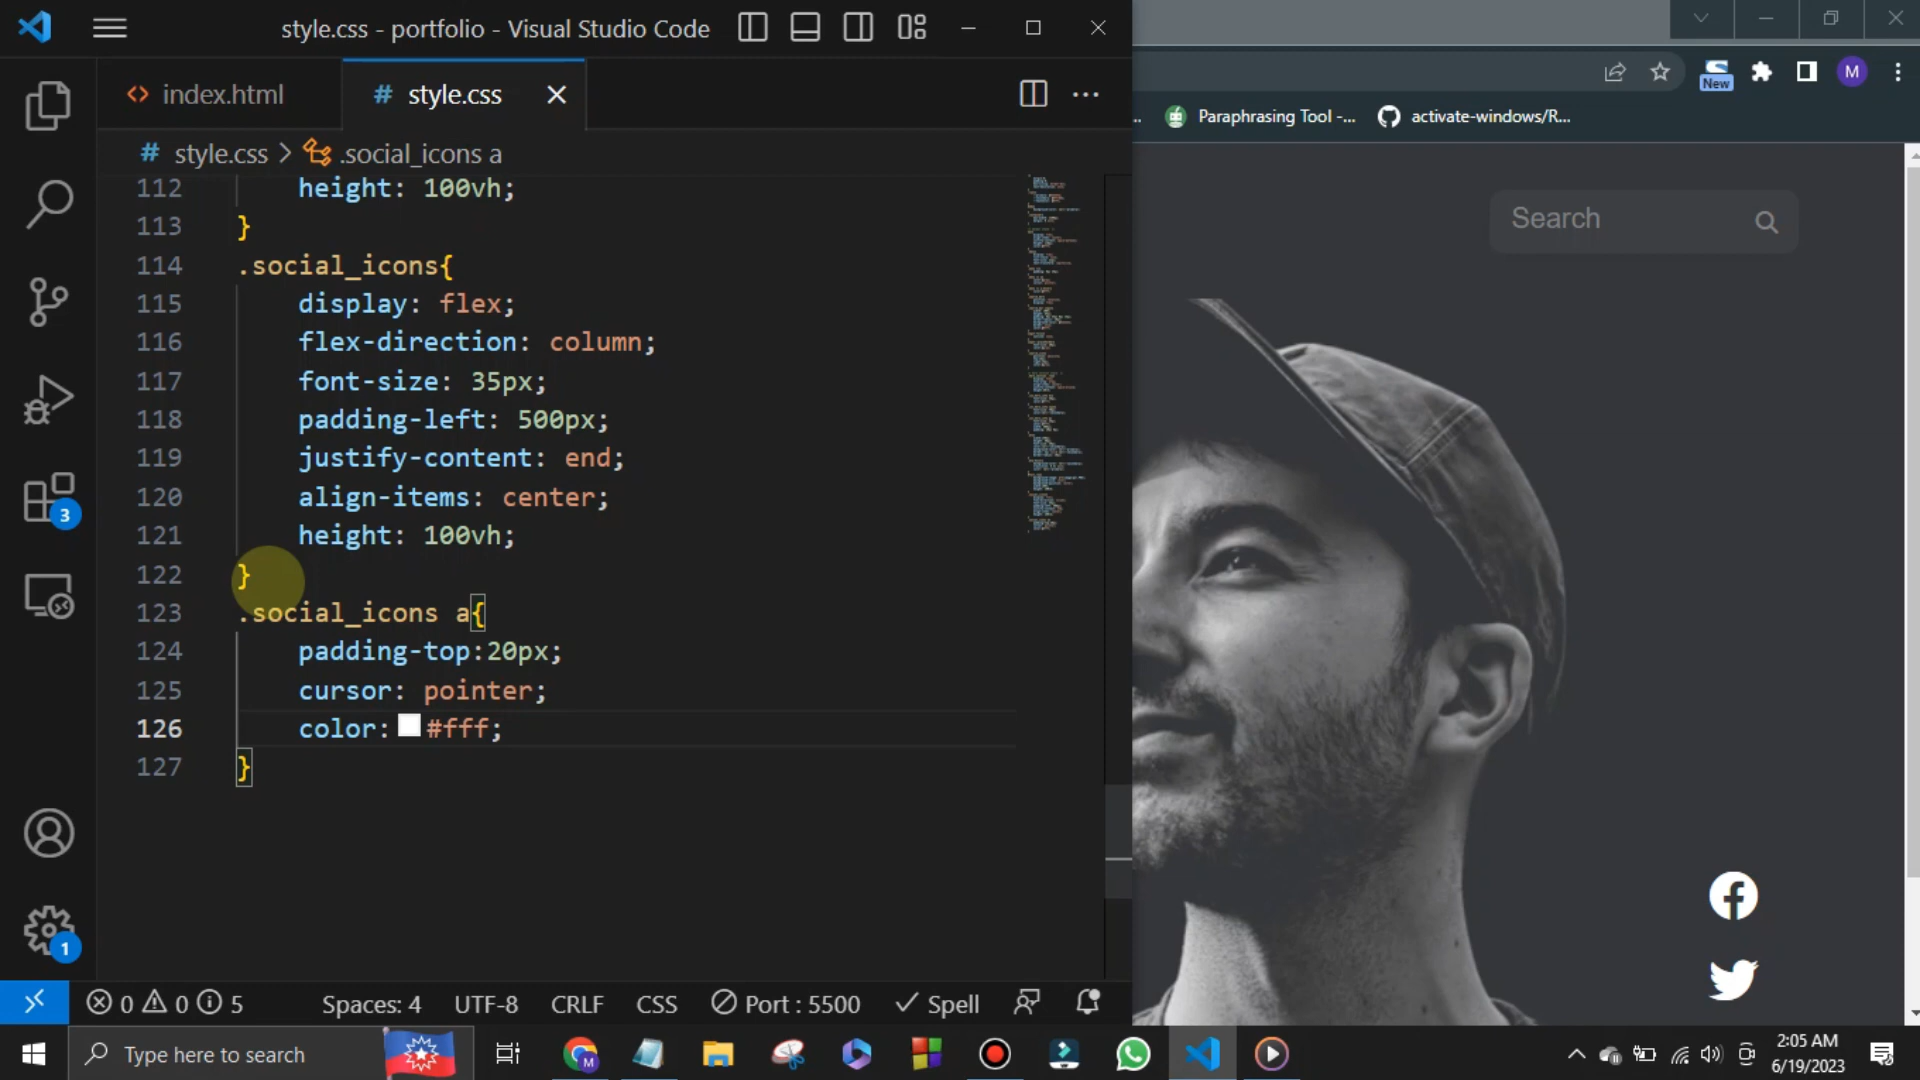 style.css - portfolio - Visual Studio Code
index.html
# style.css
# style.css > .social_icons a
112 height: 100vh;
113 }
114 .social_icons{
115 display: flex;
116 flex-direction: column;
117 font-size: 35px;
118 padding-left: 500px;
119 justify-content: end;
120 align-items: center;
121 height: 100vh;
122 }
123 .social_icons a{
124 padding-top:20px;
125 cursor: pointer;
126 color: #fff;
127 }
3
1
0 0 5 Spaces: 4 UTF-8 CRLF CSS Port : 5500 Spell
New
M
Paraphrasing Tool -...
activate-windows/R...
Search
Type here to search
M
2:05 AM
6/19/2023